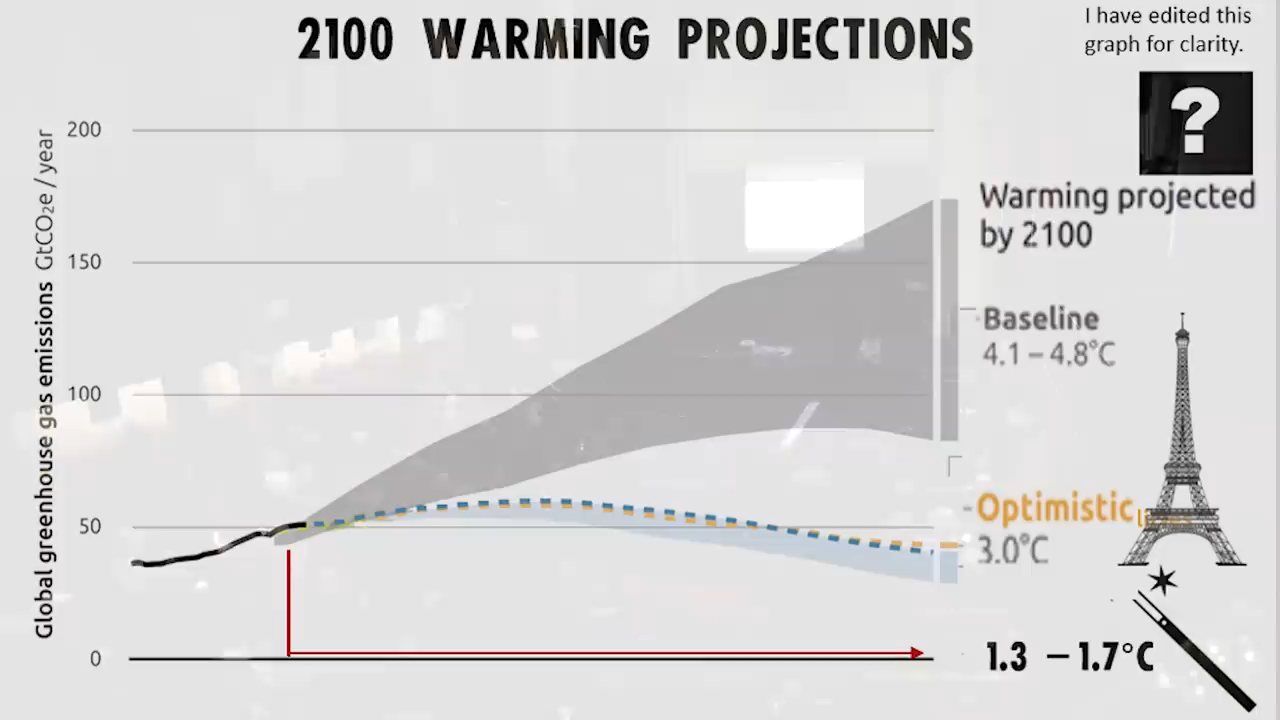 2100 WARMING PROJECTIONS
I have edited this
graph for clarity.
?
Global greenhouse gas emissions GtCO₂e / year
200
150
100
50
0
Warming projected
by 2100
Baseline
4.1 – 4.8°C
Optimistic
3.0°C
1.3 – 1.7°C